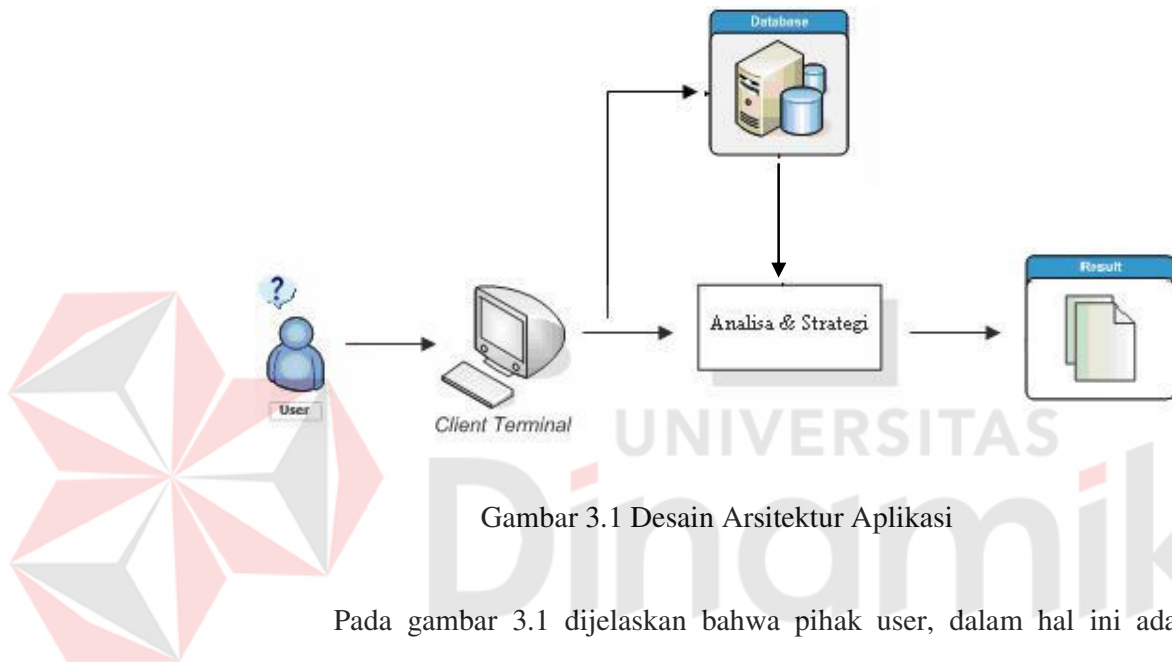 Database
?
Result
Analisa & Strategi
User
Client Terminal
UNIVERSITAS
Dinamik
Gambar 3.1 Desain Arsitektur Aplikasi
Pada gambar 3.1 dijelaskan bahwa pihak user, dalam hal ini ada